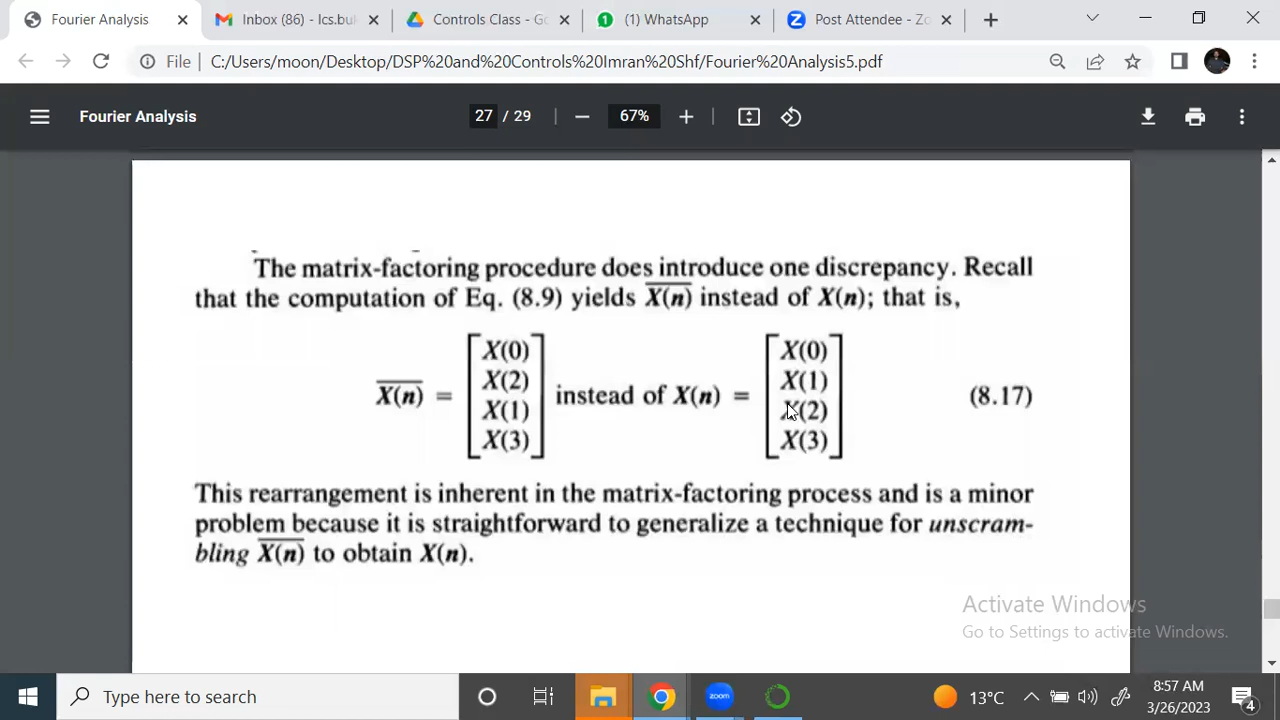 Fourier Analysis
Inbox (86) - lcs.bu
Controls Class - Go
(1) WhatsApp
Post Attendee - Zo
File
C:/Users/moon/Desktop/DSP%20and%20Controls%20Imran%20Shf/Fourier%20Analysis5.pdf
Fourier Analysis
27 / 29
67%
The matrix-factoring procedure does introduce one discrepancy. Recall
that the computation of Eq. (8.9) yields X̅(̅n̅)̅ instead of X(n); that is,
X̅(̅n̅)̅ = [X(0) X(2) X(1) X(3)] instead of X(n) = [X(0) X(1) X(2) X(3)] (8.17)
This rearrangement is inherent in the matrix-factoring process and is a minor
problem because it is straightforward to generalize a technique for unscram-
bling X̅(̅n̅)̅ to obtain X(n).
Activate Windows
Go to Settings to activate Windows.
Type here to search
zoom
13°C
8:57 AM
3/26/2023
4